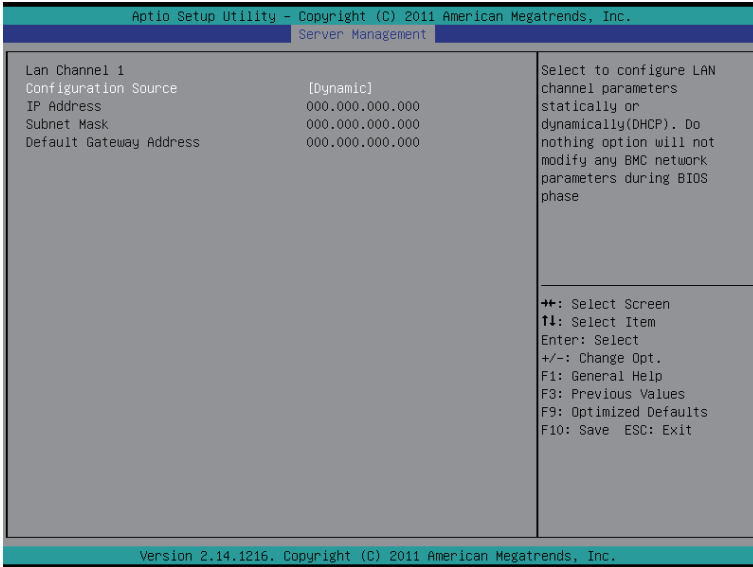 Aptio Setup Utility – Copyright (C) 2011 American Megatrends, Inc.
Server Management
Lan Channel 1
Configuration Source [Dynamic]
IP Address 000.000.000.000
Subnet Mask 000.000.000.000
Default Gateway Address 000.000.000.000
Select to configure LAN
channel parameters
statically or
dynamically(DHCP). Do
nothing option will not
modify any BMC network
parameters during BIOS
phase
→←: Select Screen
↑↓: Select Item
Enter: Select
+/-: Change Opt.
F1: General Help
F3: Previous Values
F9: Optimized Defaults
F10: Save ESC: Exit
Version 2.14.1216. Copyright (C) 2011 American Megatrends, Inc.